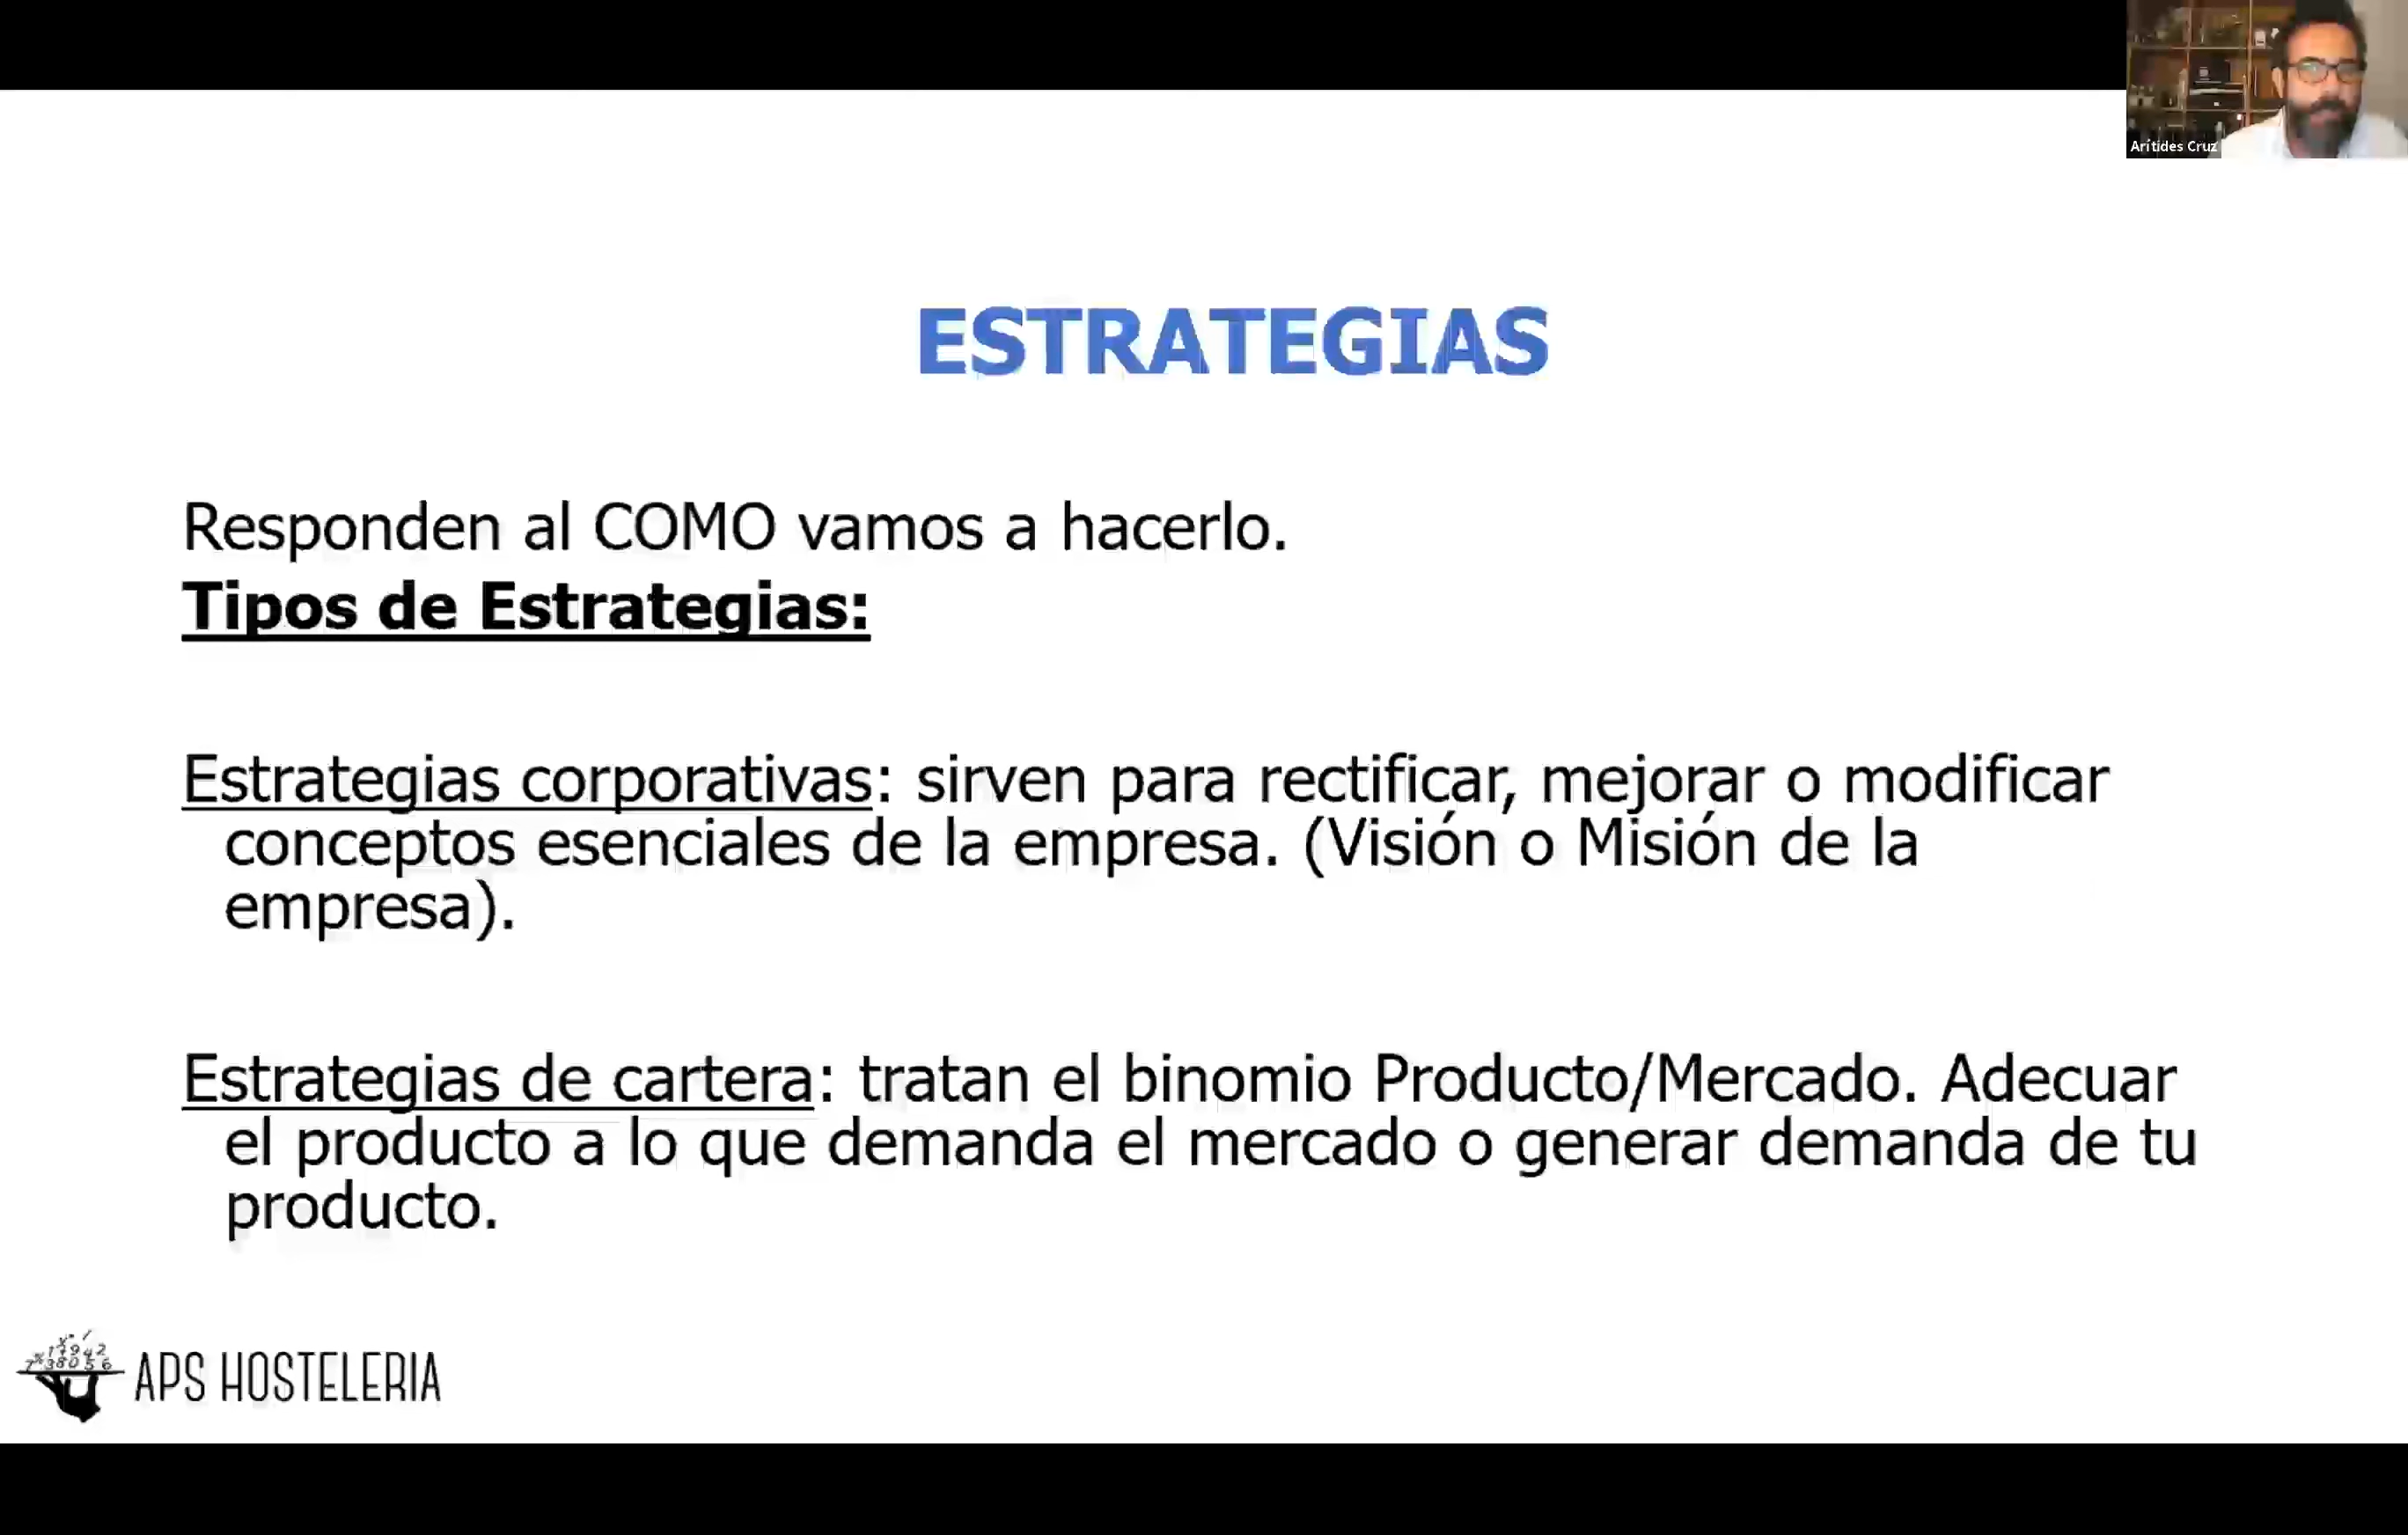 Arítides Cruz
ESTRATEGIAS
Responden al COMO vamos a hacerlo.
Tipos de Estrategias:
Estrategias corporativas: sirven para rectificar, mejorar o modificar
conceptos esenciales de la empresa. (Visión o Misión de la
empresa).
Estrategias de cartera: tratan el binomio Producto/Mercado. Adecuar
el producto a lo que demanda el mercado o generar demanda de tu
producto.
APS HOSTELERIA